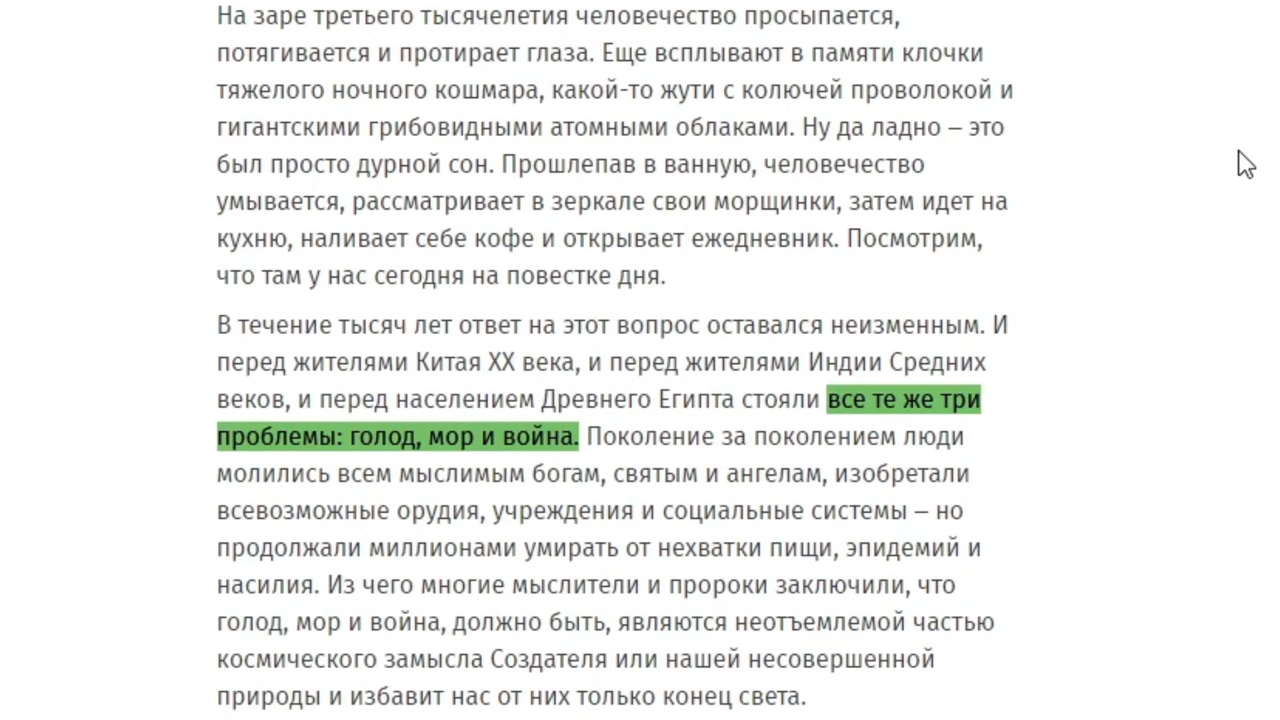 На заре третьего тысячелетия человечество просыпается,
потягивается и протирает глаза. Еще всплывают в памяти клочки
тяжелого ночного кошмара, какой-то жути с колючей проволокой и
гигантскими грибовидными атомными облаками. Ну да ладно – это
был просто дурной сон. Прошлепав в ванную, человечество
умывается, рассматривает в зеркале свои морщинки, затем идет на
кухню, наливает себе кофе и открывает ежедневник. Посмотрим,
что там у нас сегодня на повестке дня.
В течение тысяч лет ответ на этот вопрос оставался неизменным. И
перед жителями Китая XX века, и перед жителями Индии Средних
веков, и перед населением Древнего Египта стояли все те же три
проблемы: голод, мор и война. Поколение за поколением люди
молились всем мыслимым богам, святым и ангелам, изобретали
всевозможные орудия, учреждения и социальные системы – но
продолжали миллионами умирать от нехватки пищи, эпидемий и
насилия. Из чего многие мыслители и пророки заключили, что
голод, мор и война, должно быть, являются неотъемлемой частью
космического замысла Создателя или нашей несовершенной
природы и избавит нас от них только конец света.